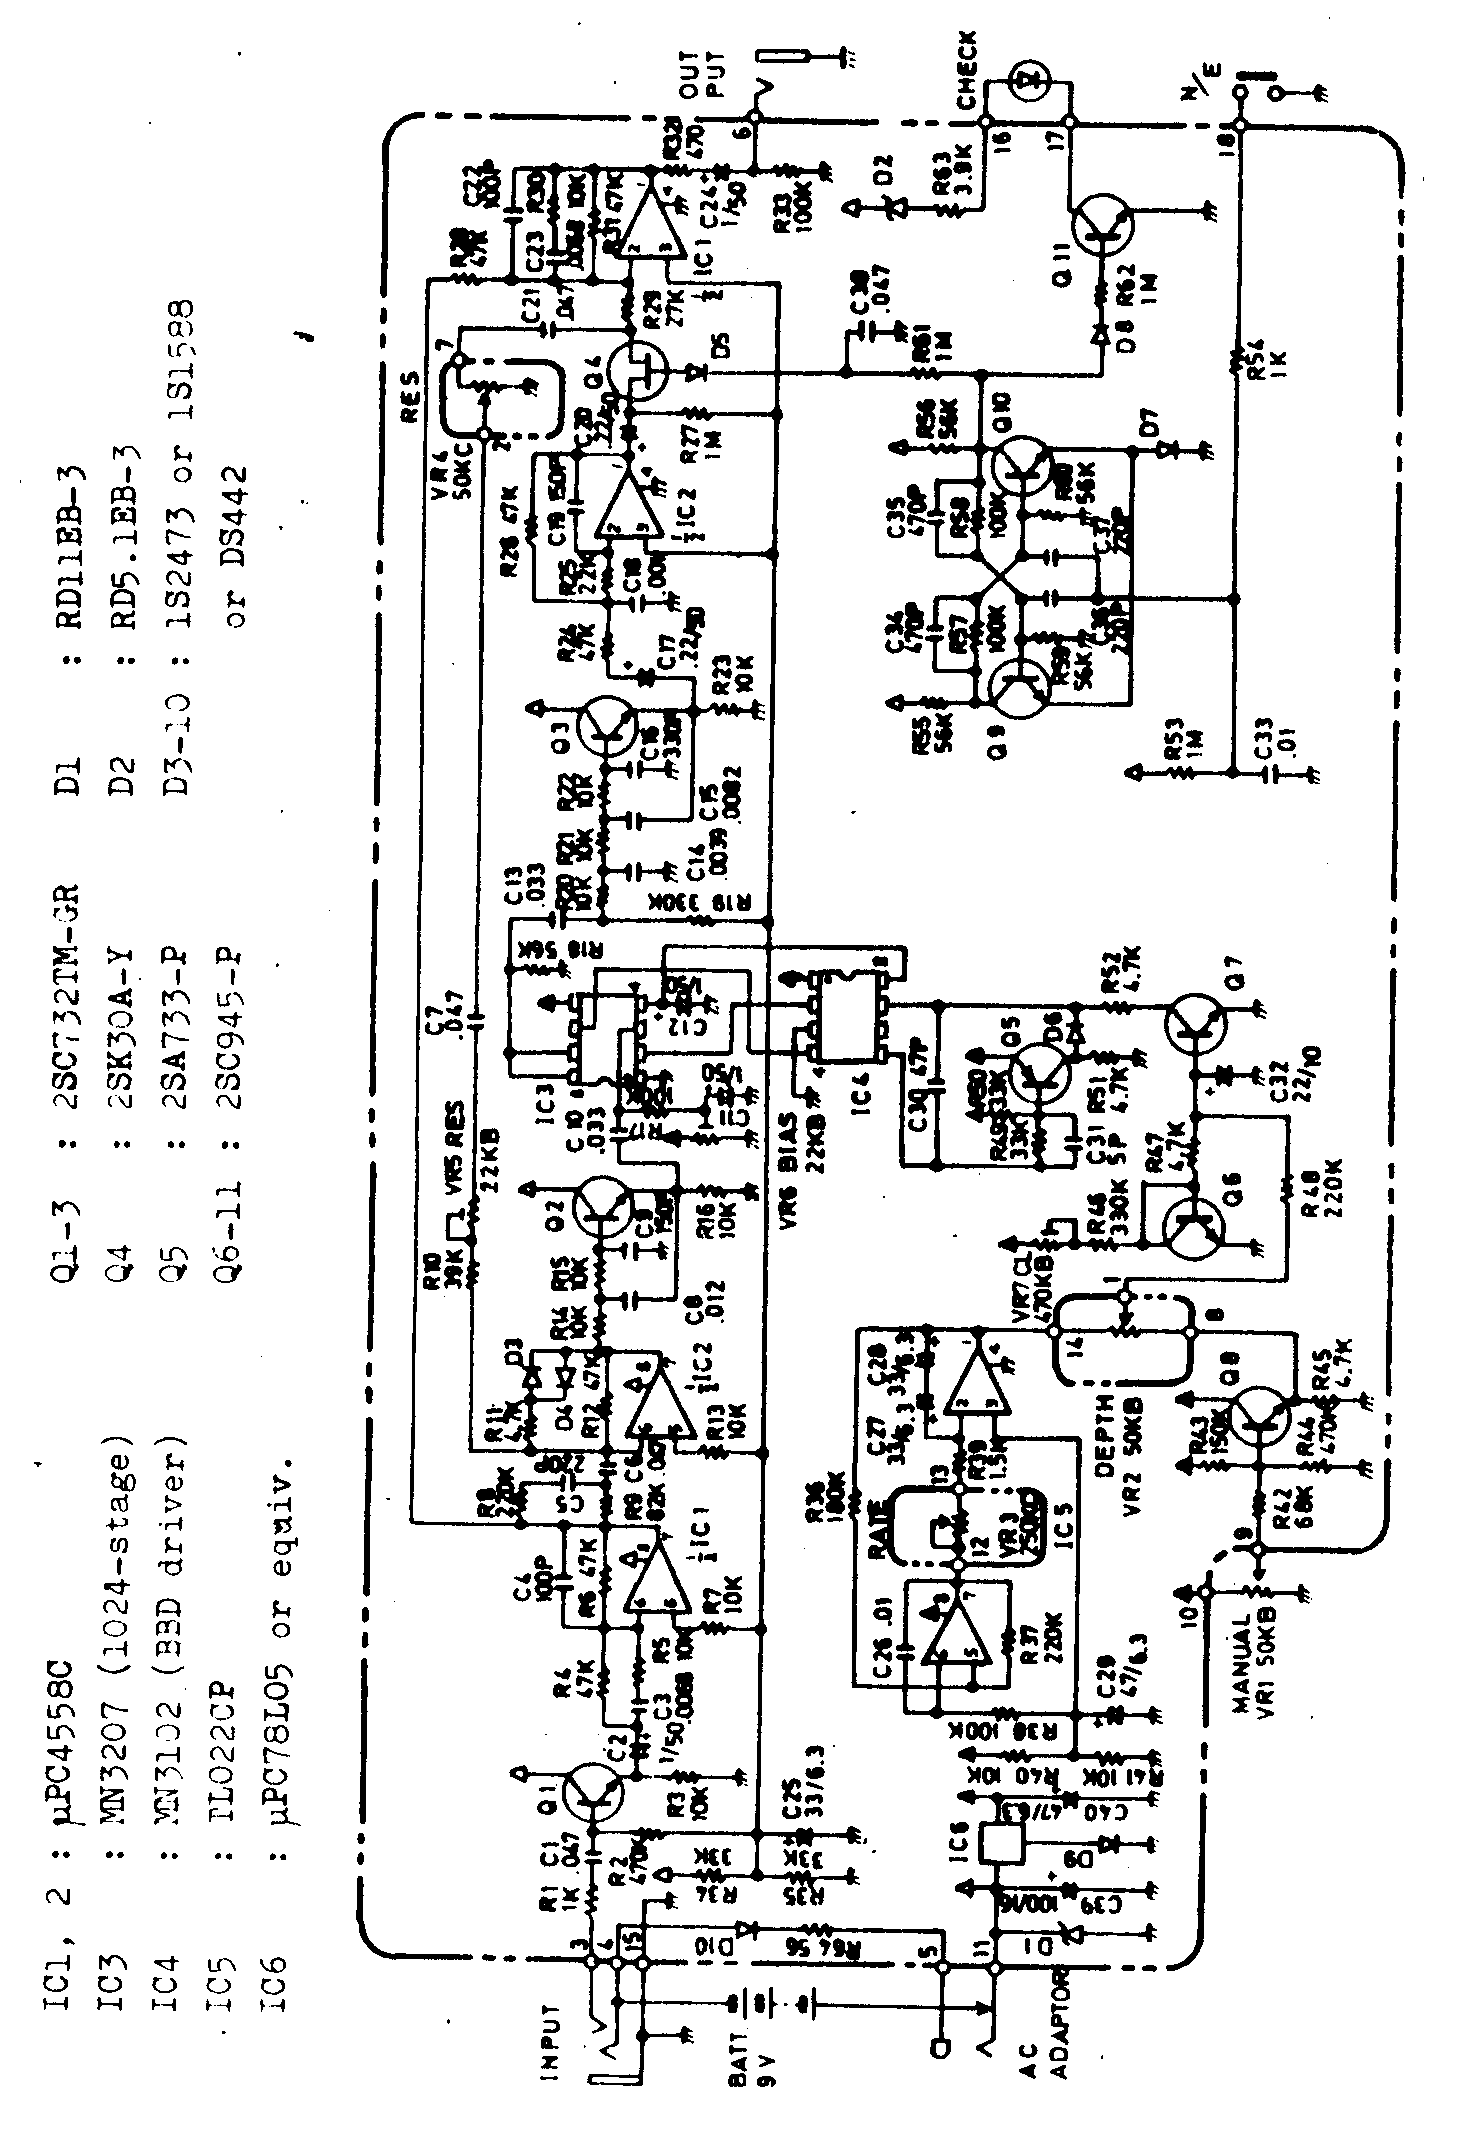 IC1, 2 : µPC4558C
IC3 : MN3207 (1024-stage)
IC4 : MN3102 (BBD driver)
IC5 : TL022CP
IC6 : µPC78L05 or equiv.
Q1-3 : 2SC732TM-GR
Q4 : 2SK30A-Y
Q5 : 2SA733-P
Q6-11 : 2SC945-P
D1 : RD11EB-3
D2 : RD5.1EB-3
D3-10 : 1S2473 or 1S1588
or DS442
INPUT
BATT
9V
AC
ADAPTOR
3
4
15
5
11
R1
1K
C1
.047
R2
470K
Q1
R3
10K
C2
1/50
C3
.0068
R4
47K
R5
10K
R6 47K
C4
100P
R7
10K
½ IC1
R8
220K
C5
R9
82K
C6
.047
R10
39K
VR5 RES
22KB
C7
.047
R11
4.7K
D3
D4
R12 47K
R13
10K
½ IC2
R14
10K
R15
10K
C8
.012
C9
150P
Q2
R16
10K
C10
.033
R17
C11
C12
IC3
VR6 BIAS
22KB
IC4
R18 56K
C13
.033
R19 330K
R20
10K
R21
10K
R22
10K
C14
.0039
C15
.0082
C16
330P
Q3
R23
10K
C17
.22/50
R24
47K
R25
22K
C18
R26 47K
C19 150P
½ IC2
C20
R27
1M
VR4
50KC
RES
7
2
Q4
D5
C21
.047
R28
47K
R29
27K
C22
100P
C23
.0068
R30
10K
R31 47K
½ IC1
R32
470
C24
1/50
R33
100K
OUT
PUT
6
R34
33K
R35
33K
C25
33/6.3
D10
R64 56
D1
C39
100/16
IC6
D9
C40
47/6.3
R40 10K
R41 10K
R38 100K
C29
47/6.3
C26 .01
R37
220K
R36
180K
RATE
12
13
VR3
250KD
R39
1.5K
IC5
C27
33/6.3
C28
33/6.3
14
1
8
DEPTH
VR2 50KB
MANUAL
VR1 50KB
10
19
R42
68K
R43
150K
R44
470K
R45
4.7K
Q8
VR7 CL
470KB
R46
330K
R47
4.7K
Q6
R48
220K
C32
22/10
Q7
C30 47P
R49
33K
R50
33K
C31
5P
R51
4.7K
Q5
D6
R52
4.7K
R53
1M
C33
.01
R54
1K
R55
56K
R56
56K
C34
470P
C35
470P
R57
100K
R58
100K
R59
56K
R60
56K
C36
220P
C37
220P
Q9
Q10
D7
C38
.047
R61
1M
D8
R62
1M
Q11
D2
R63
3.9K
CHECK
16
17
18
N/E